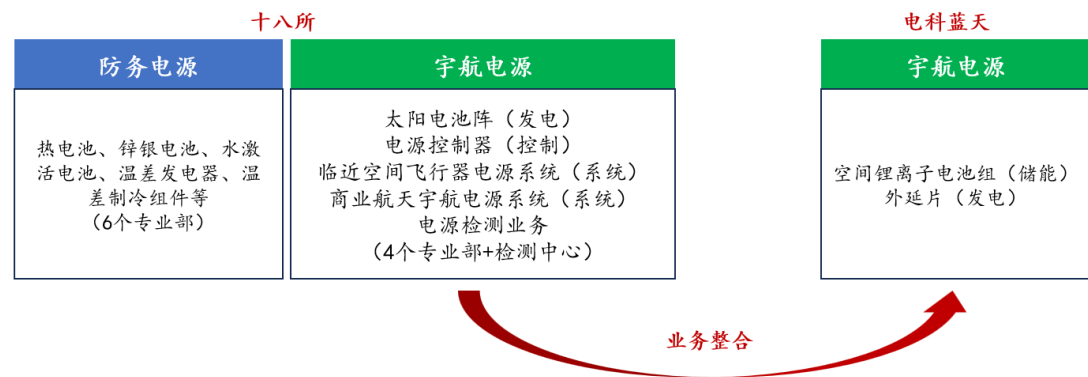 十八所
电科蓝天
防务电源
宇航电源
宇航电源
热电池、锌银电池、水激
活电池、温差发电器、温
差制冷组件等
（6个专业部）
太阳电池阵（发电）
电源控制器（控制）
临近空间飞行器电源系统（系统）
商业航天宇航电源系统（系统）
电源检测业务
（4个专业部+检测中心）
空间锂离子电池组（储能）
外延片（发电）
业务整合